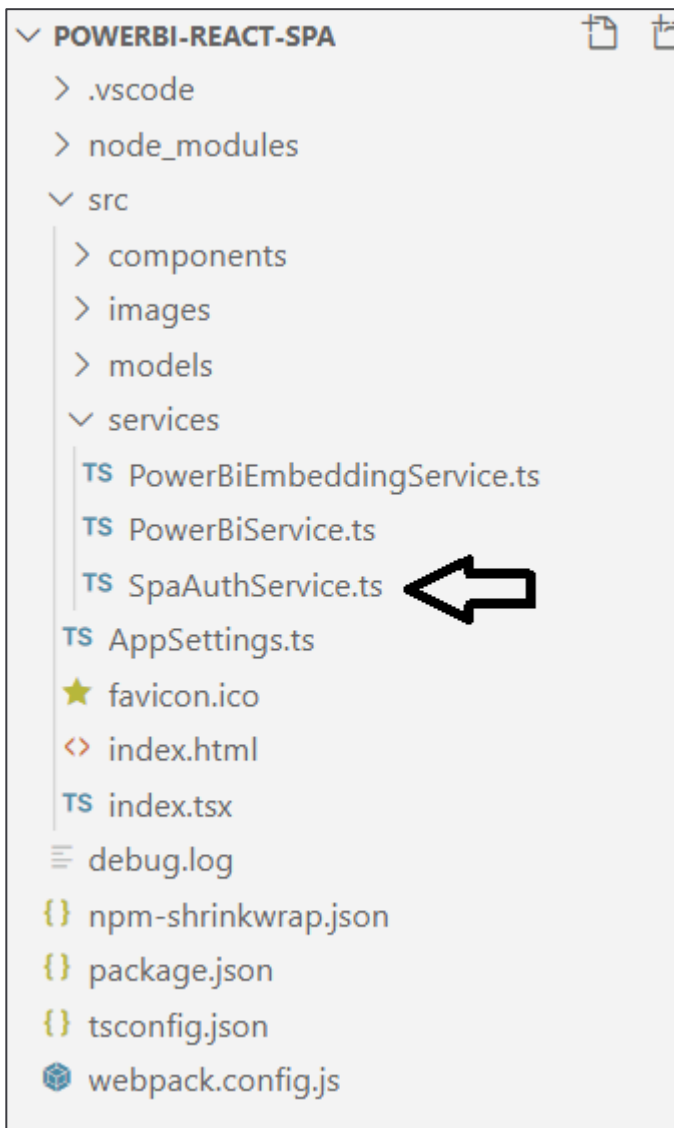 POWERBI-REACT-SPA
.vscode
node_modules
src
components
images
models
services
TS PowerBiEmbeddingService.ts
TS PowerBiService.ts
TS SpaAuthService.ts
TS AppSettings.ts
favicon.ico
<> index.html
TS index.tsx
debug.log
{} npm-shrinkwrap.json
{} package.json
{} tsconfig.json
webpack.config.js